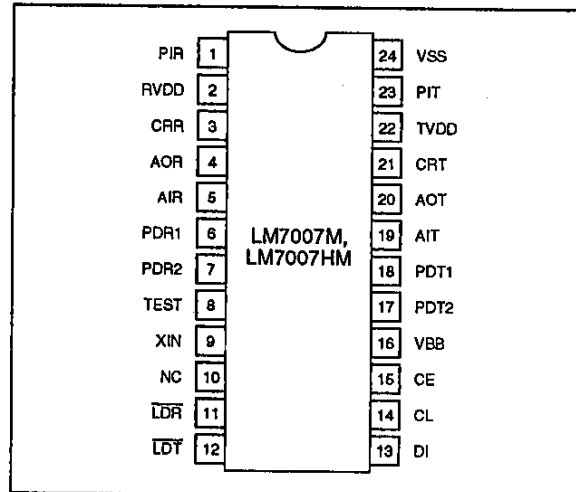 PIR 1 24 VSS
RVDD 2 23 PIT
CRR 3 22 TVDD
AOR 4 21 CRT
AIR 5 20 AOT
PDR1 6 LM7007M, 19 AIT
PDR2 7 LM7007HM 18 PDT1
TEST 8 17 PDT2
XIN 9 16 VBB
NC 10 15 CE
LDR 11 14 CL
LDT 12 13 DI